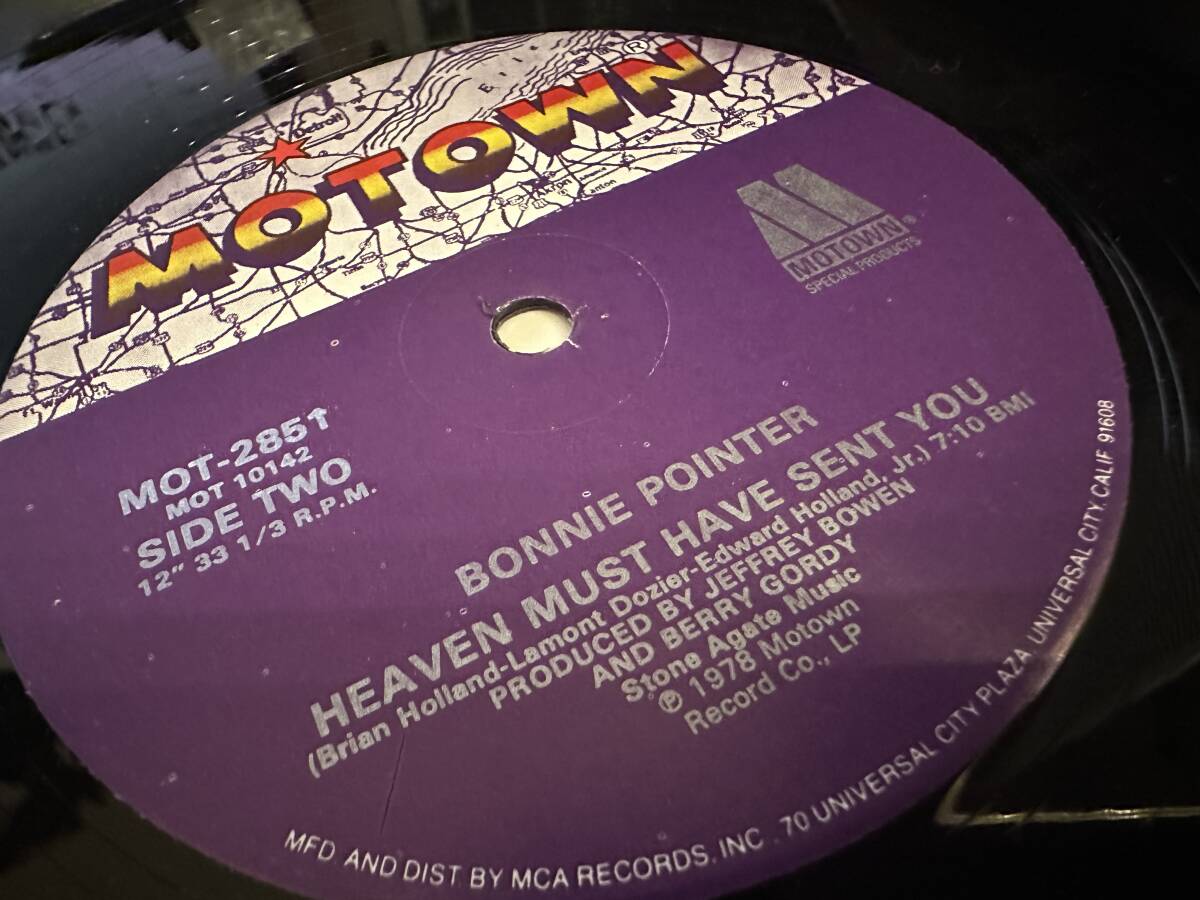 MOTOWN®
Detroit
ERIE
Akron
Canton
MOTOWN®
SPECIAL PRODUCTS
MOT-2851
MOT 10142
SIDE TWO
12" 33 1/3 R.P.M.
BONNIE POINTER
HEAVEN MUST HAVE SENT YOU
(Brian Holland-Lamont Dozier-Edward Holland, Jr.) 7:10 BMI
PRODUCED BY JEFFREY BOWEN
AND BERRY GORDY
Stone Agate Music
℗ 1978 Motown
Record Co., LP
MFD AND DIST BY MCA RECORDS, INC . 70 UNIVERSAL CITY PLAZA, UNIVERSAL CITY, CALIF 91608